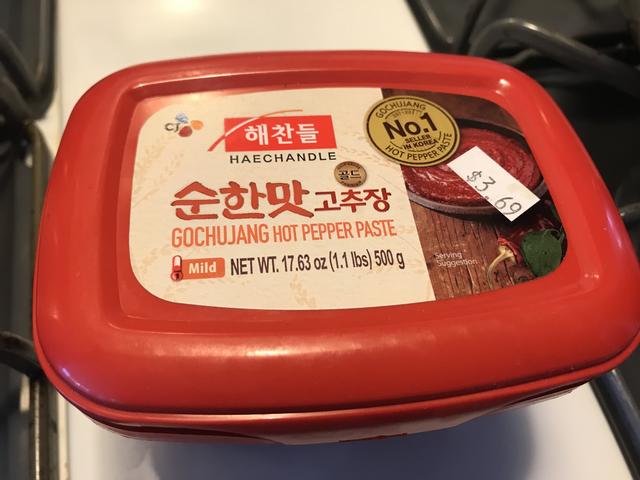 CJ
해찬들
HAECHANDLE
골드
순한맛 고추장
GOCHUJANG HOT PEPPER PASTE
Mild NET WT. 17.63 oz (1.1 lbs) 500 g
GOCHUJANG
No.1
SELLER
IN KOREA
HOT PEPPER PASTE
$3.69
Serving
Suggestion